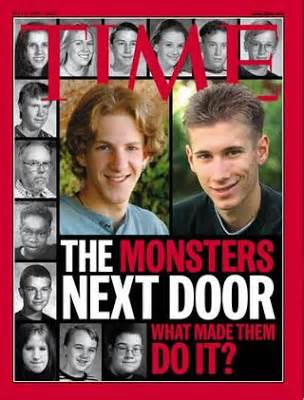 TIME
THE MONSTERS
NEXT DOOR
WHAT MADE THEM
DO IT?